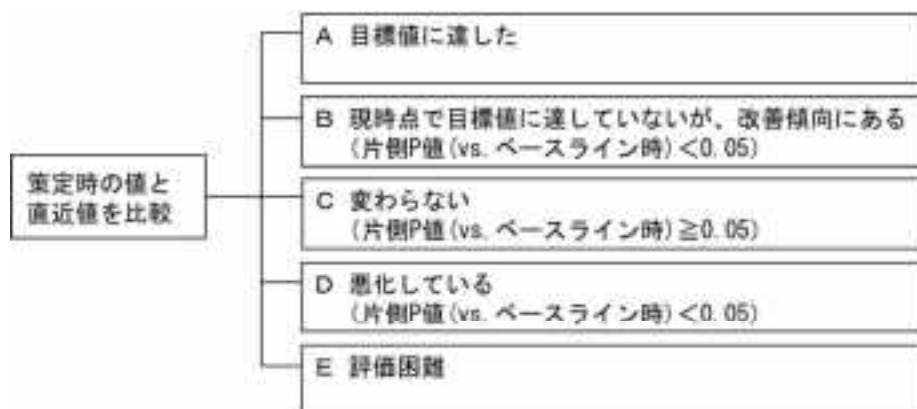 策定時の値と
直近値を比較
A 目標値に達した
B 現時点で目標値に達していないが、改善傾向にある
(片側P値(vs. ベースライン時)<0.05)
C 変わらない
(片側P値(vs. ベースライン時)≧0.05)
D 悪化している
(片側P値(vs. ベースライン時)<0.05)
E 評価困難